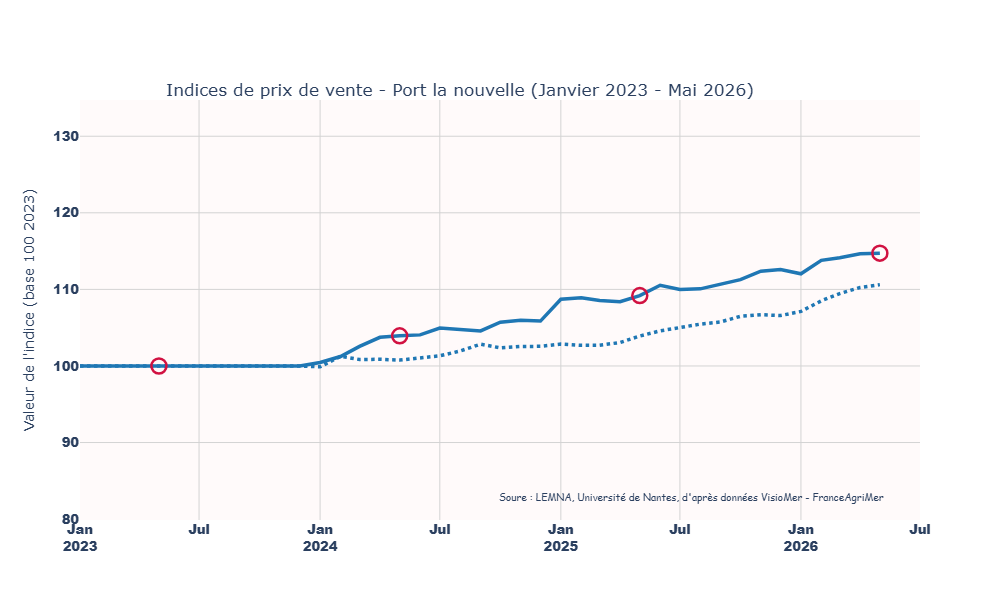 Indices de prix de vente - Port la nouvelle (Janvier 2023 - Mai 2026)
Valeur de l'indice (base 100 2023)
130
120
110
100
90
80
Soure : LEMNA, Université de Nantes, d'après données VisioMer - FranceAgriMer
Jan Jul Jan Jul Jan Jul Jan Jul
2023 2024 2025 2026